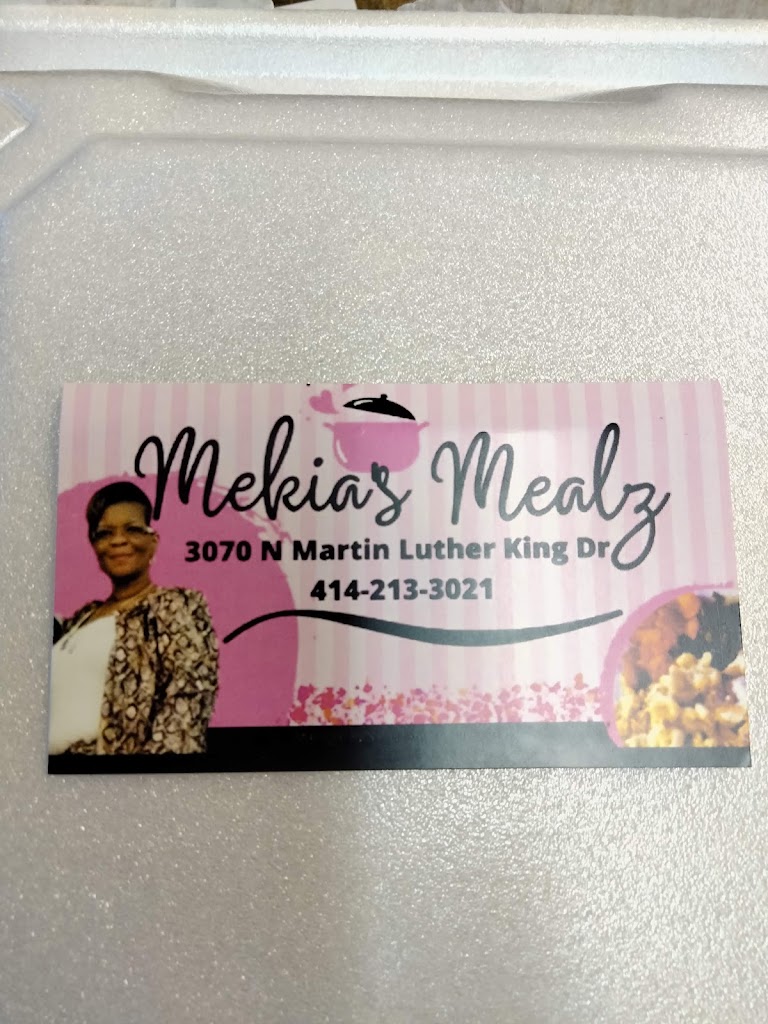 Mekia's Mealz
3070 N Martin Luther King Dr
414-213-3021